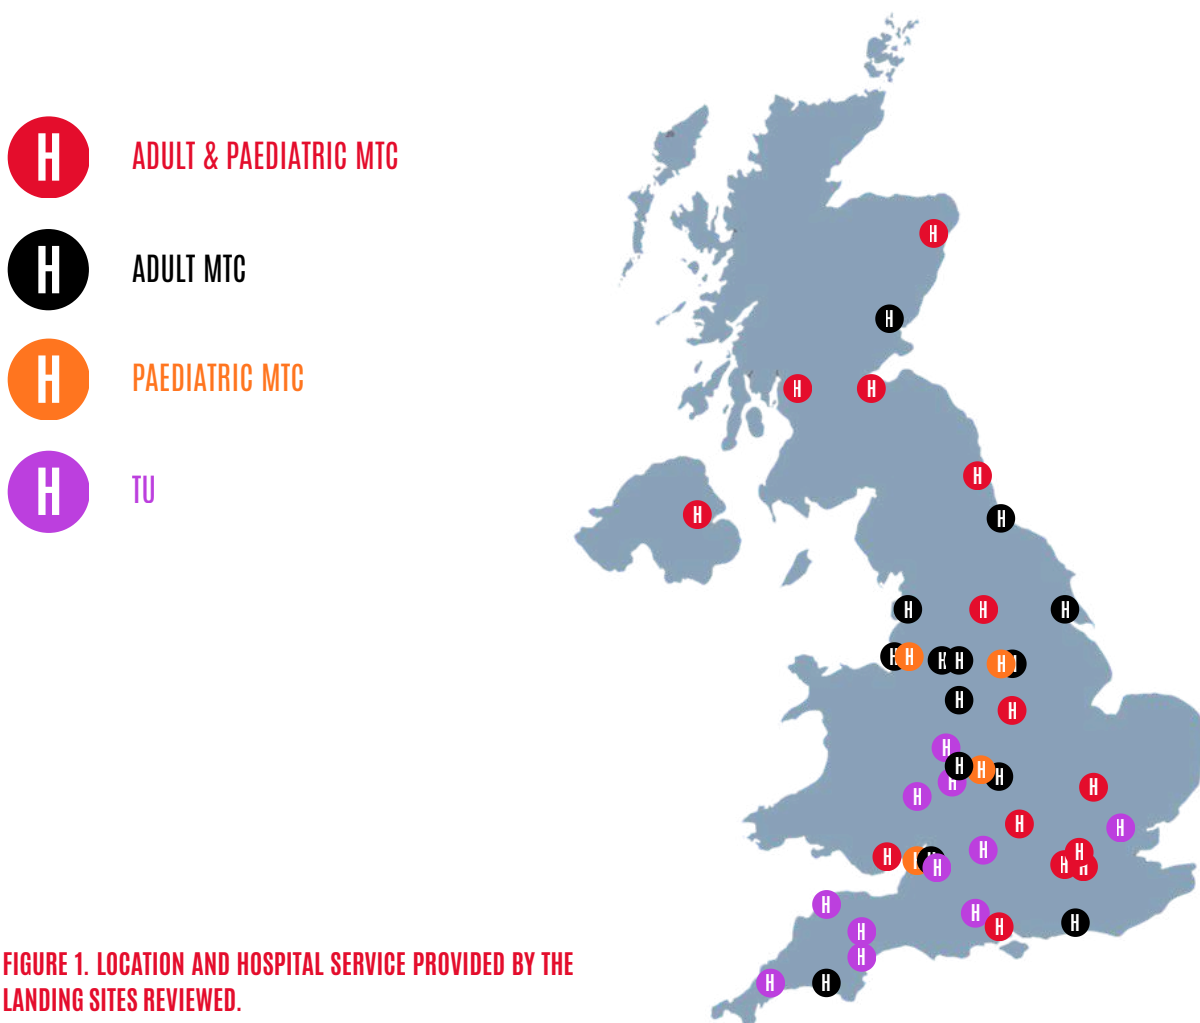 H ADULT & PAEDIATRIC MTC
H ADULT MTC
H PAEDIATRIC MTC
H TU
H
H
H H
H
H
H
H H H
H H H H H
H H
H
H H H
H
H H
H
H
H
H H
H H
H
H
H
H H
H
H
H
H
H H
FIGURE 1. LOCATION AND HOSPITAL SERVICE PROVIDED BY THE
LANDING SITES REVIEWED.